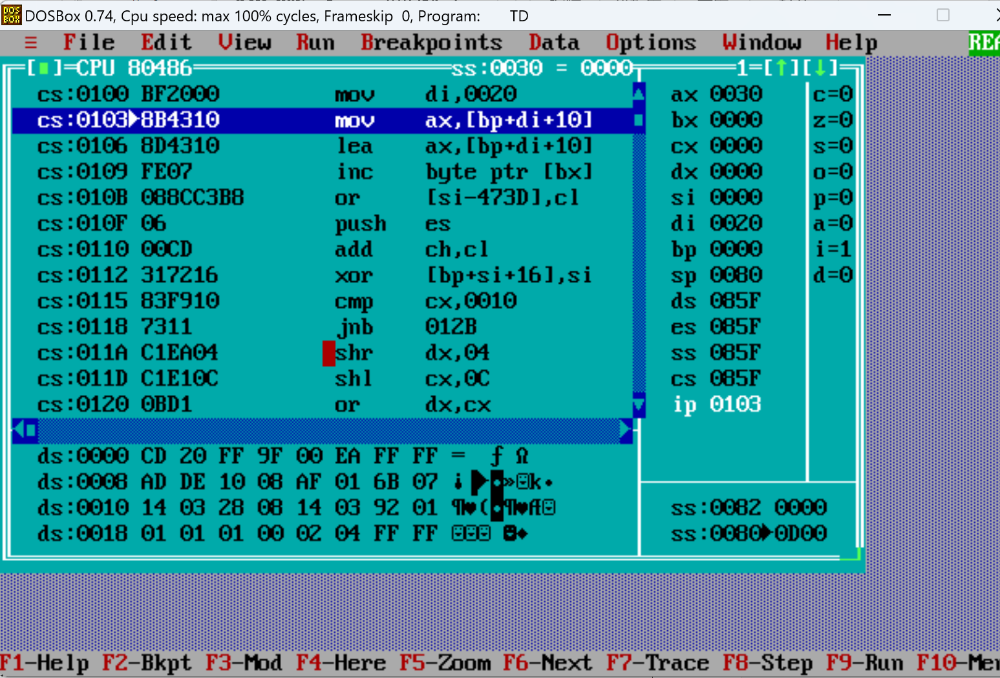 DOSBox 0.74, Cpu speed: max 100% cycles, Frameskip 0, Program: TD
≡ File Edit View Run Breakpoints Data Options Window Help REA
[■]=CPU 80486 ss:0030 = 0000 1=[↑][↓]
cs:0100 BF2000 mov di,0020 ax 0030 c=0
cs:0103►8B4310 mov ax,[bp+di+10] bx 0000 z=0
cs:0106 8D4310 lea ax,[bp+di+10] cx 0000 s=0
cs:0109 FE07 inc byte ptr [bx] dx 0000 o=0
cs:010B 088CC3B8 or [si-473D],cl si 0000 p=0
cs:010F 06 push es di 0020 a=0
cs:0110 00CD add ch,cl bp 0000 i=1
cs:0112 317216 xor [bp+si+16],si sp 0080 d=0
cs:0115 83F910 cmp cx,0010 ds 085F
cs:0118 7311 jnb 012B es 085F
cs:011A C1EA04 shr dx,04 ss 085F
cs:011D C1E10C shl cx,0C cs 085F
cs:0120 0BD1 or dx,cx ip 0103
ds:0000 CD 20 FF 9F 00 EA FF FF = ƒ Ω
ds:0008 AD DE 10 08 AF 01 6B 07 ¡ ►◘»☺k•
ds:0010 14 03 28 08 14 03 92 01 ¶♥(◘¶♥Æ☺ ss:0082 0000
ds:0018 01 01 01 00 02 04 FF FF ☺☺☺ ☻♦ ss:0080►0D00
F1-Help F2-Bkpt F3-Mod F4-Here F5-Zoom F6-Next F7-Trace F8-Step F9-Run F10-Men